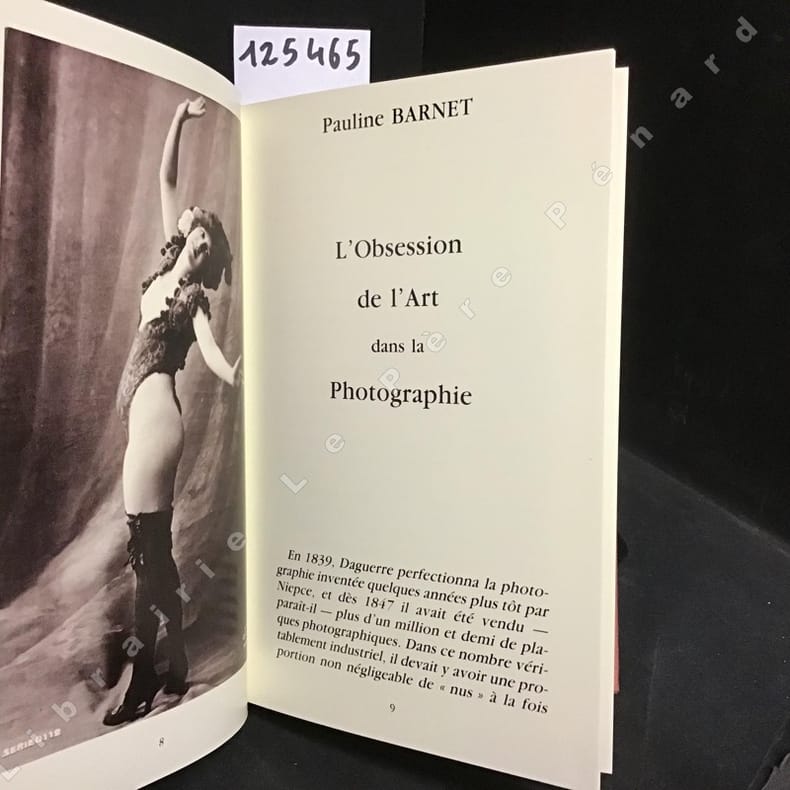 125465
Pauline BARNET
L'Obsession
de l'Art
dans la
Photographie
En 1839, Daguerre perfectionna la photo-
graphie inventée quelques années plus tôt par
Niepce, et dès 1847 il avait été vendu —
paraît-il — plus d'un million et demi de pla-
ques photographiques. Dans ce nombre véri-
tablement industriel, il devait y avoir une pro-
portion non négligeable de « nus » à la fois
9
SERIE 0118
8
Librairie Le Père Pénard